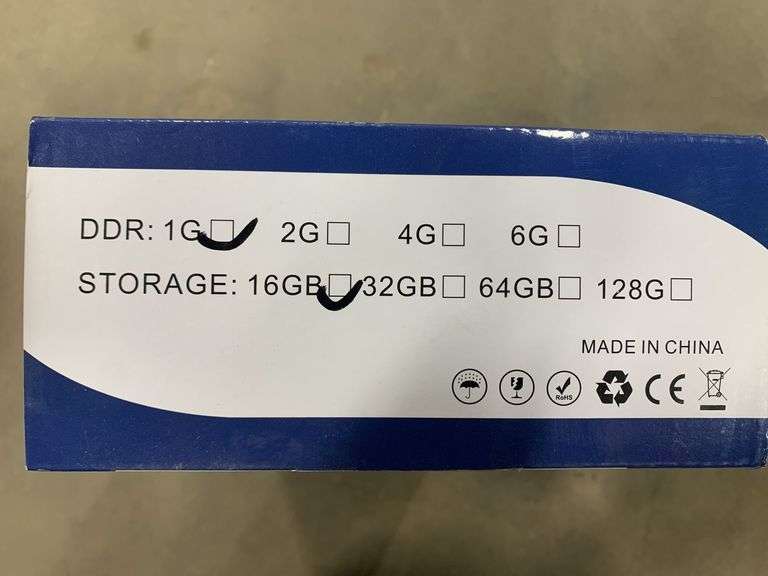 DDR: 1G☐ 2G☐ 4G☐ 6G☐
STORAGE: 16GB☐ 32GB☐ 64GB☐ 128G☐
MADE IN CHINA
RoHS CE